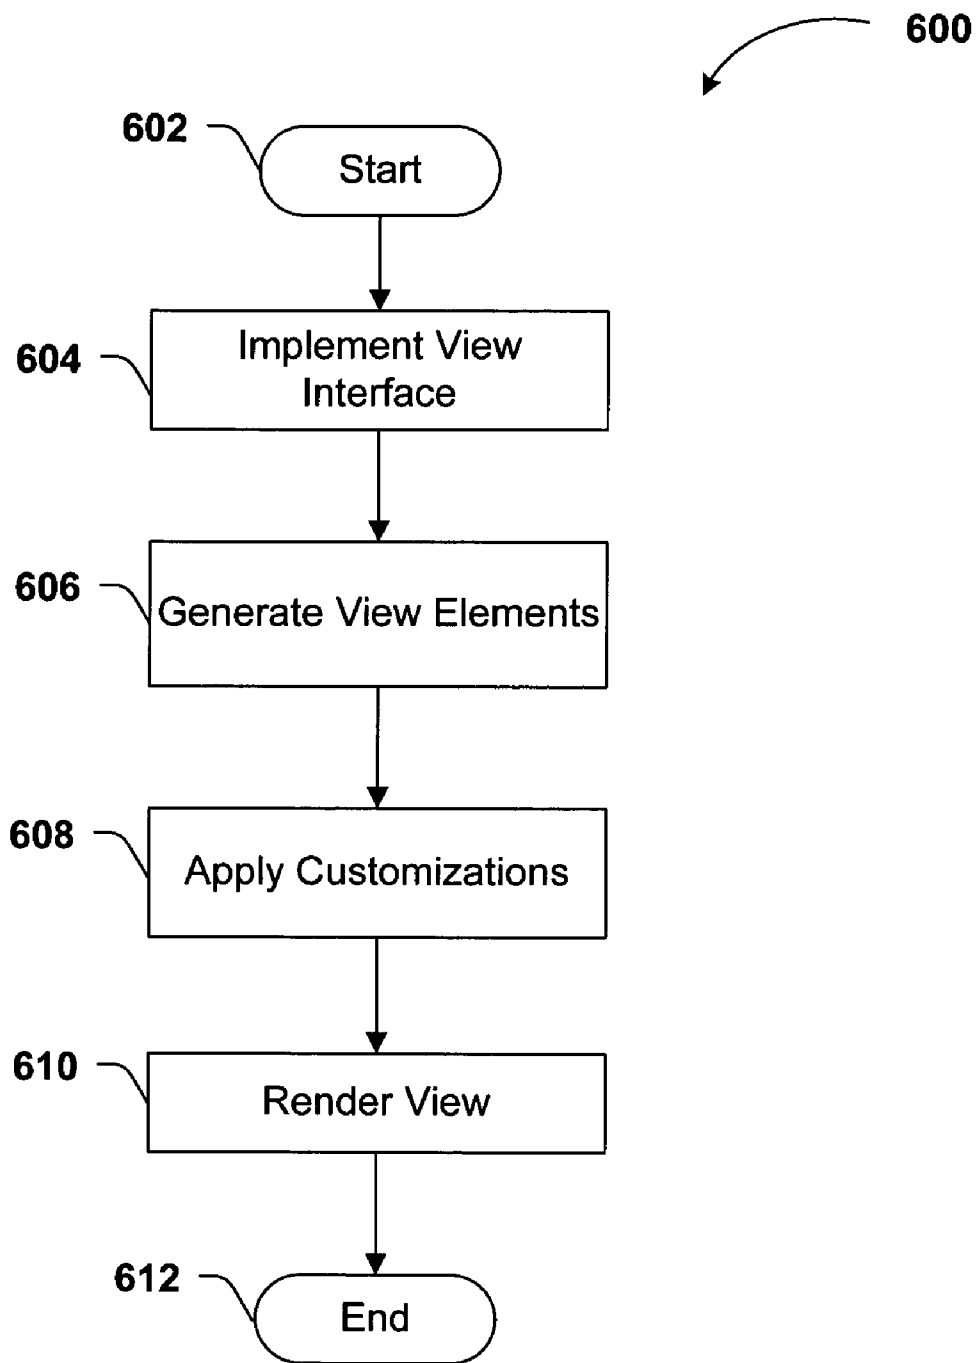 600
602
Start
604
Implement View
Interface
606
Generate View Elements
608
Apply Customizations
610
Render View
612
End